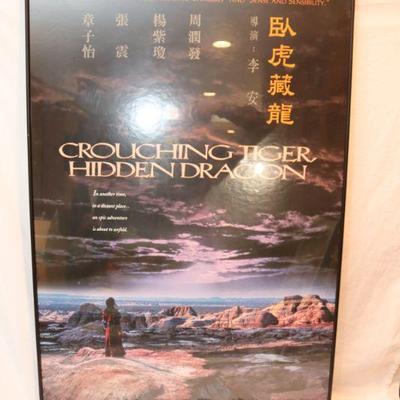 AND "SENSE AND SENSIBILITY."
臥虎藏龍
導演：李安
周潤發
楊紫瓊
張震
章子怡
CROUCHING TIGER
HIDDEN DRAGON
In another time,
in a distant place...
an epic adventure
is about to unfold.